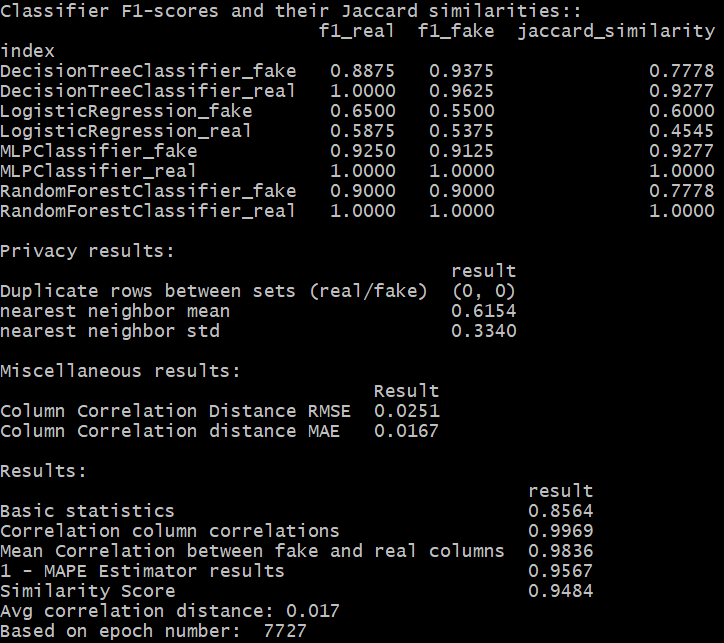 Classifier F1-scores and their Jaccard similarities::
f1_real f1_fake jaccard_similarity
index
DecisionTreeClassifier_fake 0.8875 0.9375 0.7778
DecisionTreeClassifier_real 1.0000 0.9625 0.9277
LogisticRegression_fake 0.6500 0.5500 0.6000
LogisticRegression_real 0.5875 0.5375 0.4545
MLPClassifier_fake 0.9250 0.9125 0.9277
MLPClassifier_real 1.0000 1.0000 1.0000
RandomForestClassifier_fake 0.9000 0.9000 0.7778
RandomForestClassifier_real 1.0000 1.0000 1.0000
Privacy results:
result
Duplicate rows between sets (real/fake) (0, 0)
nearest neighbor mean 0.6154
nearest neighbor std 0.3340
Miscellaneous results:
Result
Column Correlation Distance RMSE 0.0251
Column Correlation distance MAE 0.0167
Results:
result
Basic statistics 0.8564
Correlation column correlations 0.9969
Mean Correlation between fake and real columns 0.9836
1 - MAPE Estimator results 0.9567
Similarity Score 0.9484
Avg correlation distance: 0.017
Based on epoch number: 7727